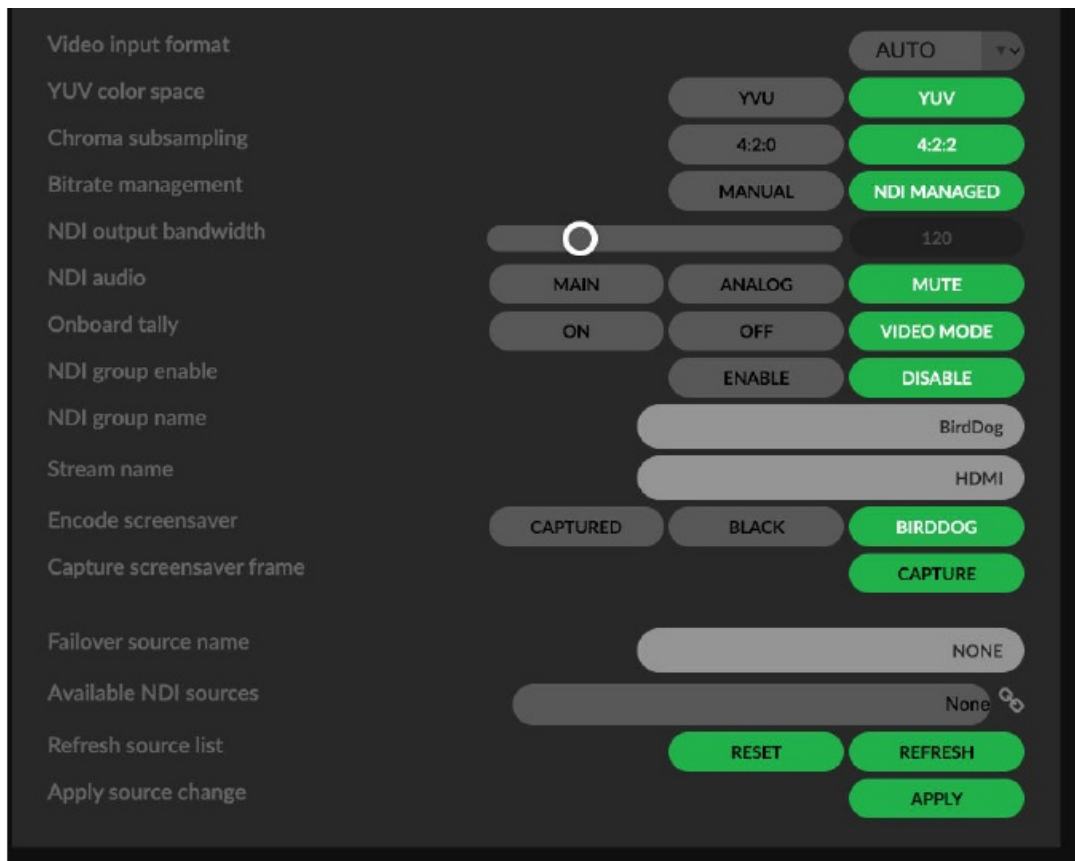 Video input format AUTO
YUV color space YVU YUV
Chroma subsampling 4:2:0 4:2:2
Bitrate management MANUAL NDI MANAGED
NDI output bandwidth 120
NDI audio MAIN ANALOG MUTE
Onboard tally ON OFF VIDEO MODE
NDI group enable ENABLE DISABLE
NDI group name BirdDog
Stream name HDMI
Encode screensaver CAPTURED BLACK BIRDDOG
Capture screensaver frame CAPTURE
Failover source name NONE
Available NDI sources None
Refresh source list RESET REFRESH
Apply source change APPLY